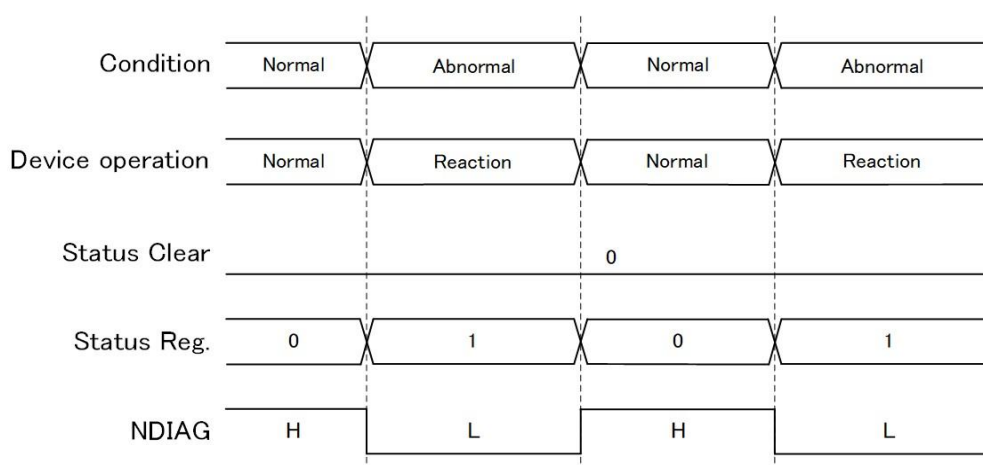 Condition Normal Abnormal Normal Abnormal
Device operation Normal Reaction Normal Reaction
Status Clear 0
Status Reg. 0 1 0 1
NDIAG H L H L